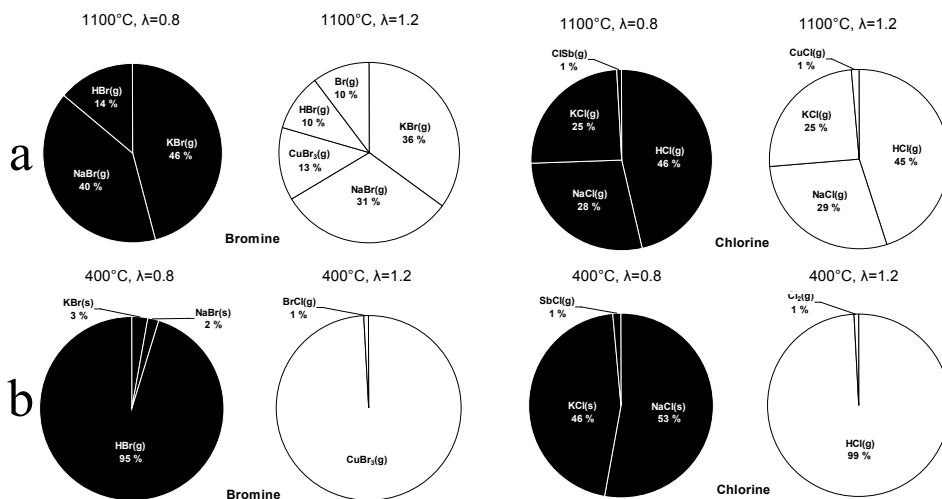 1100°C, λ=0.8
1100°C, λ=1.2
1100°C, λ=0.8
1100°C, λ=1.2
a
HBr(g)
14 %
KBr(g)
46 %
NaBr(g)
40 %
Br(g)
10 %
HBr(g)
10 %
CuBr₃(g)
13 %
KBr(g)
36 %
NaBr(g)
31 %
Bromine
ClSb(g)
1 %
KCl(g)
25 %
HCl(g)
46 %
NaCl(g)
28 %
CuCl(g)
1 %
KCl(g)
25 %
HCl(g)
45 %
NaCl(g)
29 %
Chlorine
400°C, λ=0.8
400°C, λ=1.2
400°C, λ=0.8
400°C, λ=1.2
b
KBr(s)
3 %
NaBr(s)
2 %
HBr(g)
95 %
BrCl(g)
1 %
CuBr₃(g)
Bromine
SbCl(g)
1 %
KCl(s)
46 %
NaCl(s)
53 %
Cl₂(g)
1 %
HCl(g)
99 %
Chlorine